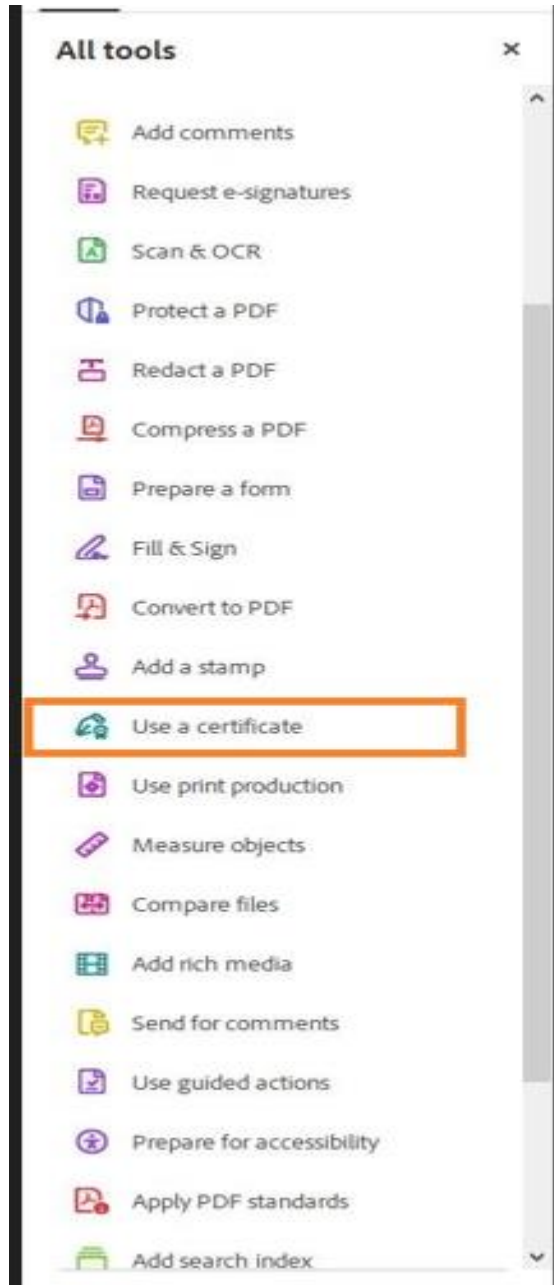 All tools
Add comments
Request e-signatures
Scan & OCR
Protect a PDF
Redact a PDF
Compress a PDF
Prepare a form
Fill & Sign
Convert to PDF
Add a stamp
Use a certificate
Use print production
Measure objects
Compare files
Add rich media
Send for comments
Use guided actions
Prepare for accessibility
Apply PDF standards
Add search index